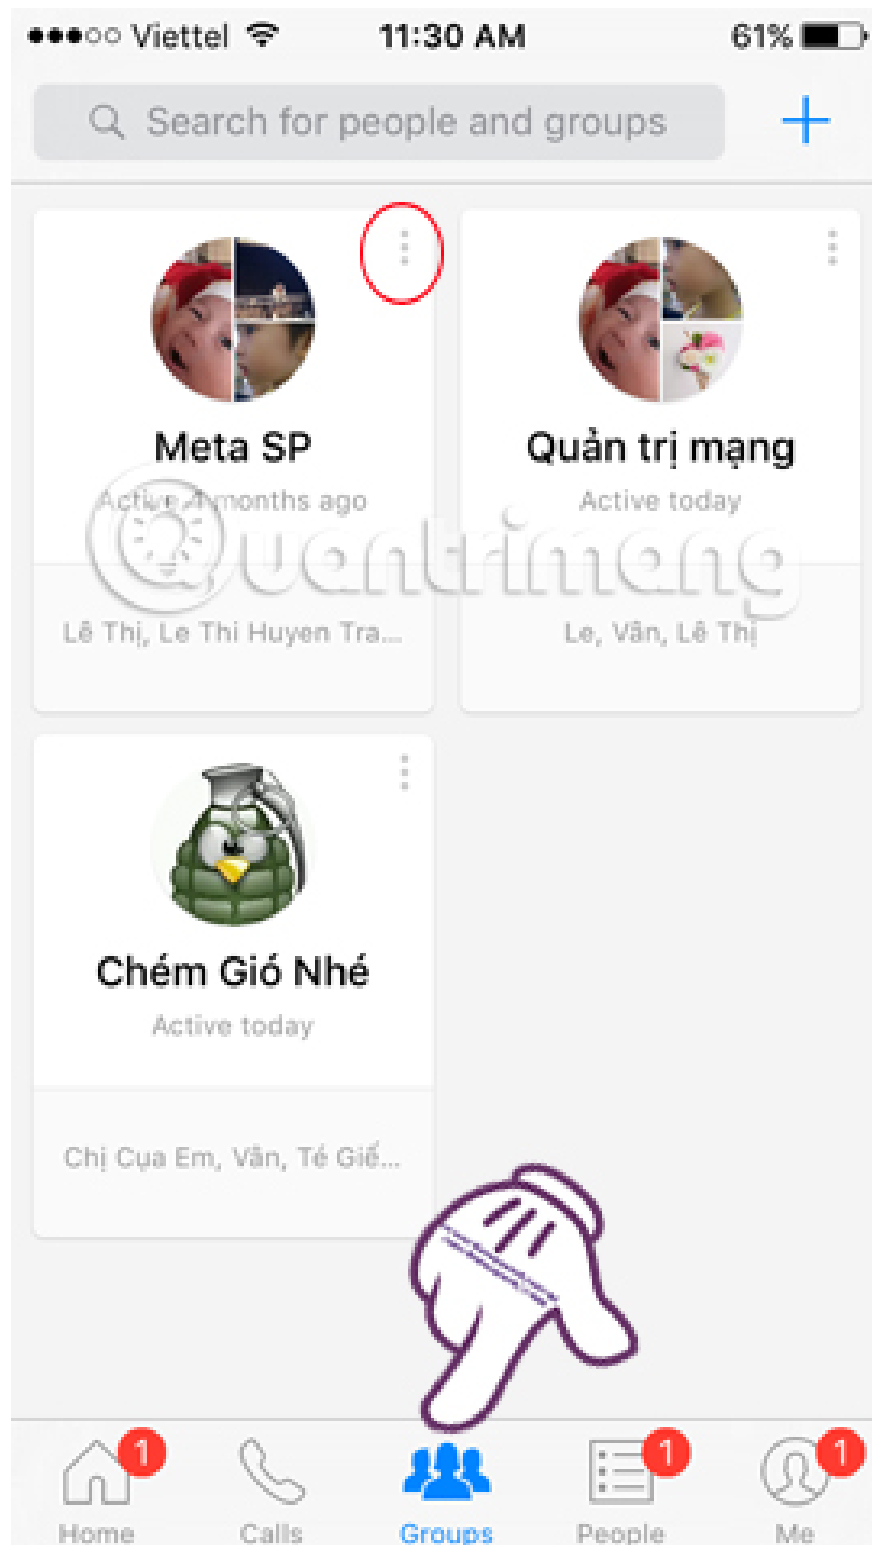 Viettel 11:30 AM 61%
Search for people and groups
Meta SP
Active 4 months ago
Lê Thị, Le Thi Huyen Tra...
Quản trị mạng
Active today
Le, Vân, Lê Thị
Quantrimang
Chém Gió Nhé
Active today
Chị Cụa Em, Vân, Té Giế...
1 1 1
Home Calls Groups People Me